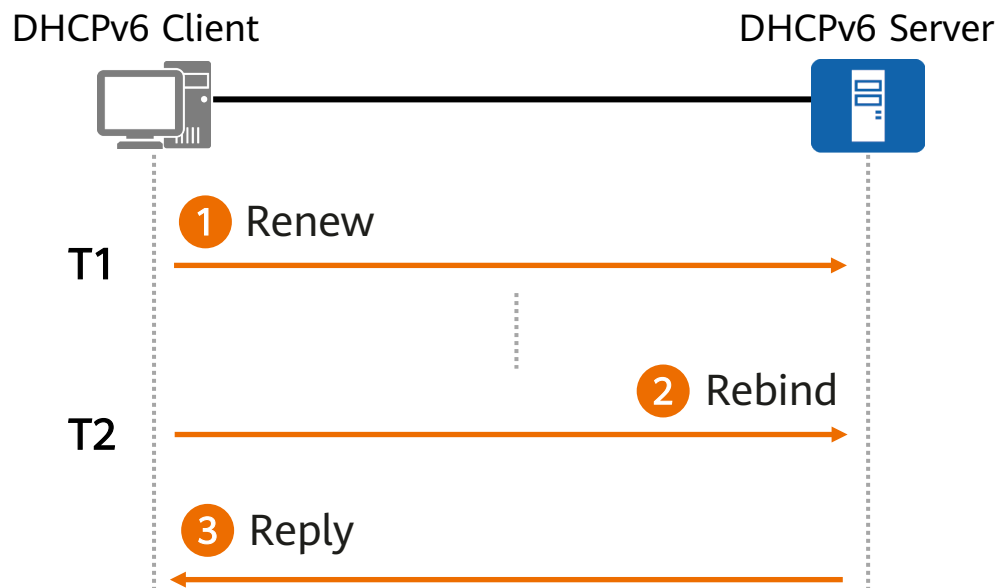 DHCPv6 Client DHCPv6 Server
1 Renew
T1
2 Rebind
T2
3 Reply